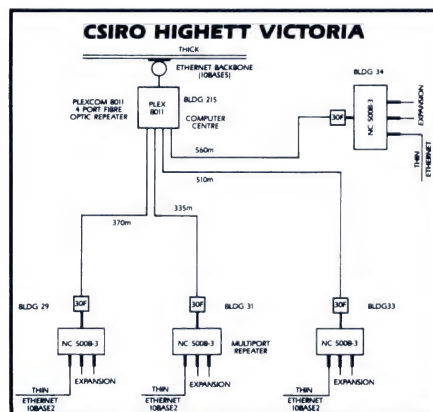 CSIRO HIGHETT VICTORIA
THICK
ETHERNET BACKBONE
(10BASE5)
PLEXCOM 8011
4 PORT FIBRE
OPTIC REPEATER
PLEX
8011
BLDG 215
COMPUTER
CENTRE
BLDG 34
30F
NC 500B-3
EXPANSION
THIN
ETHERNET
560m
510m
335m
370m
BLDG 29
30F
NC 500B-3
EXPANSION
THIN
ETHERNET
10BASE2
BLDG 31
30F
NC 500B-3
MULTIPORT
REPEATER
EXPANSION
THIN
ETHERNET
10BASE2
BLDG33
30F
NC 500B-3
EXPANSION
THIN
ETHERNET
10BASE2